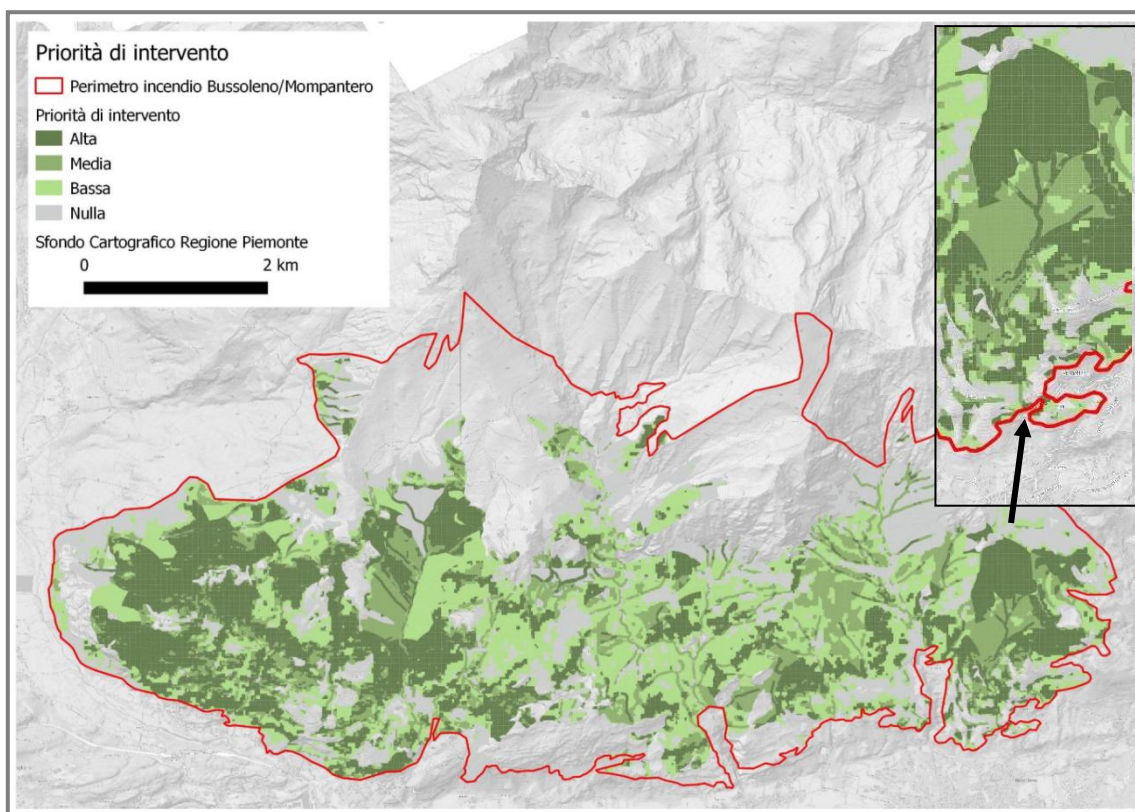 Priorità di intervento
Perimetro incendio Bussoleno/Mompantero
Priorità di intervento
Alta
Media
Bassa
Nulla
Sfondo Cartografico Regione Piemonte
0 2 km